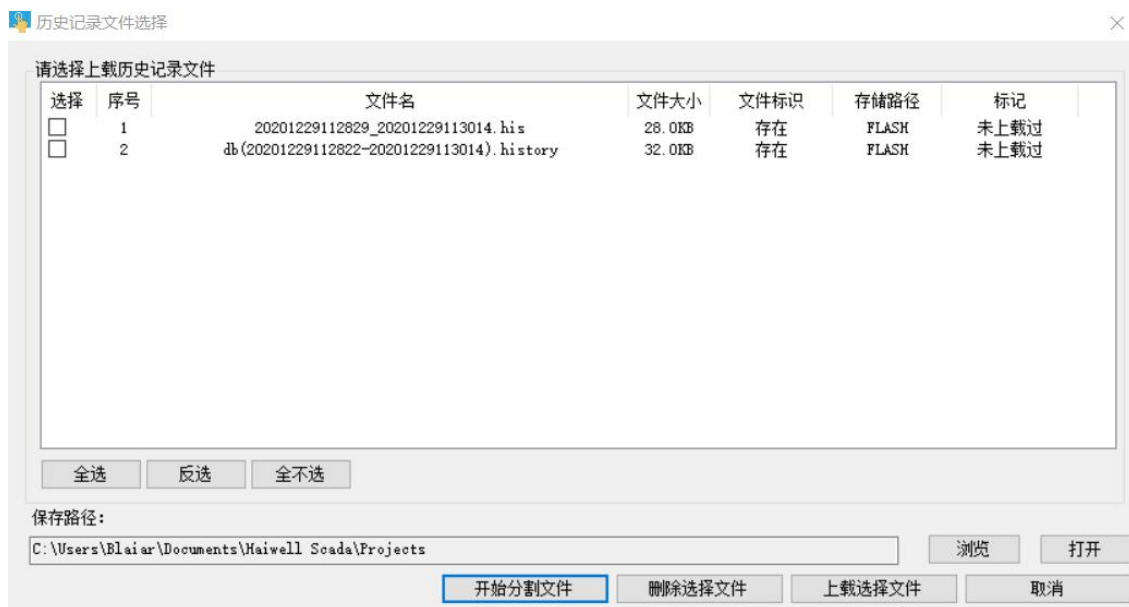 历史记录文件选择
请选择上载历史记录文件
选择 序号 文件名 文件大小 文件标识 存储路径 标记
1 20201229112829_20201229113014.his 28.0KB 存在 FLASH 未上载过
2 db(20201229112822-20201229113014).history 32.0KB 存在 FLASH 未上载过
全选 反选 全不选
保存路径：
C:\Users\Blaiar\Documents\Haiwell Scada\Projects 浏览 打开
开始分割文件 删除选择文件 上载选择文件 取消